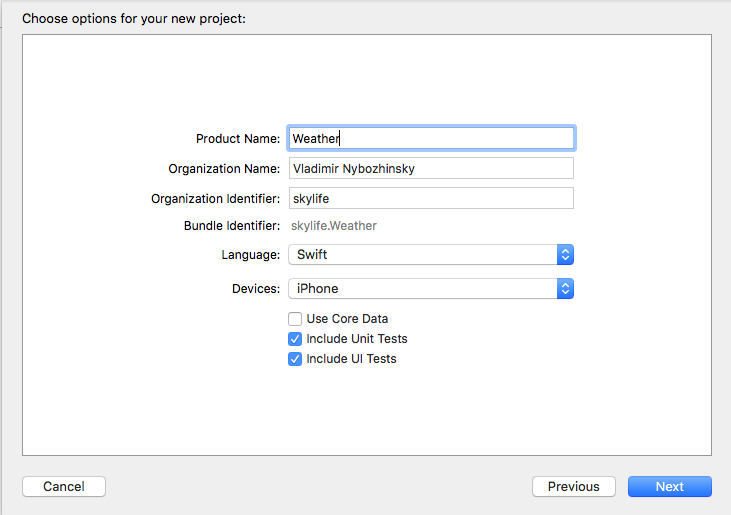 Choose options for your new project:
Product Name: Weather
Organization Name: Vladimir Nybozhinsky
Organization Identifier: skylife
Bundle Identifier: skylife.Weather
Language: Swift
Devices: iPhone
Use Core Data
Include Unit Tests
Include UI Tests
Cancel Previous Next